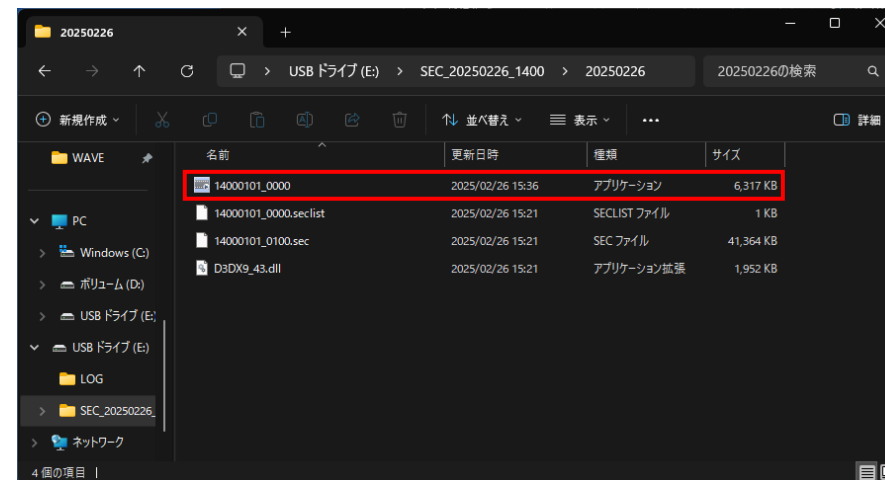 20250226
USB ドライブ (E:) > SEC_20250226_1400 > 20250226
20250226の検索
新規作成
並べ替え
表示
詳細
WAVE
PC
Windows (C:)
ボリューム (D:)
USB ドライブ (E:)
USB ドライブ (E:)
LOG
SEC_20250226_
ネットワーク
名前 更新日時 種類 サイズ
14000101_0000 2025/02/26 15:36 アプリケーション 6,317 KB
14000101_0000.seclist 2025/02/26 15:21 SECLIST ファイル 1 KB
14000101_0100.sec 2025/02/26 15:21 SEC ファイル 41,364 KB
D3DX9_43.dll 2025/02/26 15:21 アプリケーション拡張 1,952 KB
4 個の項目